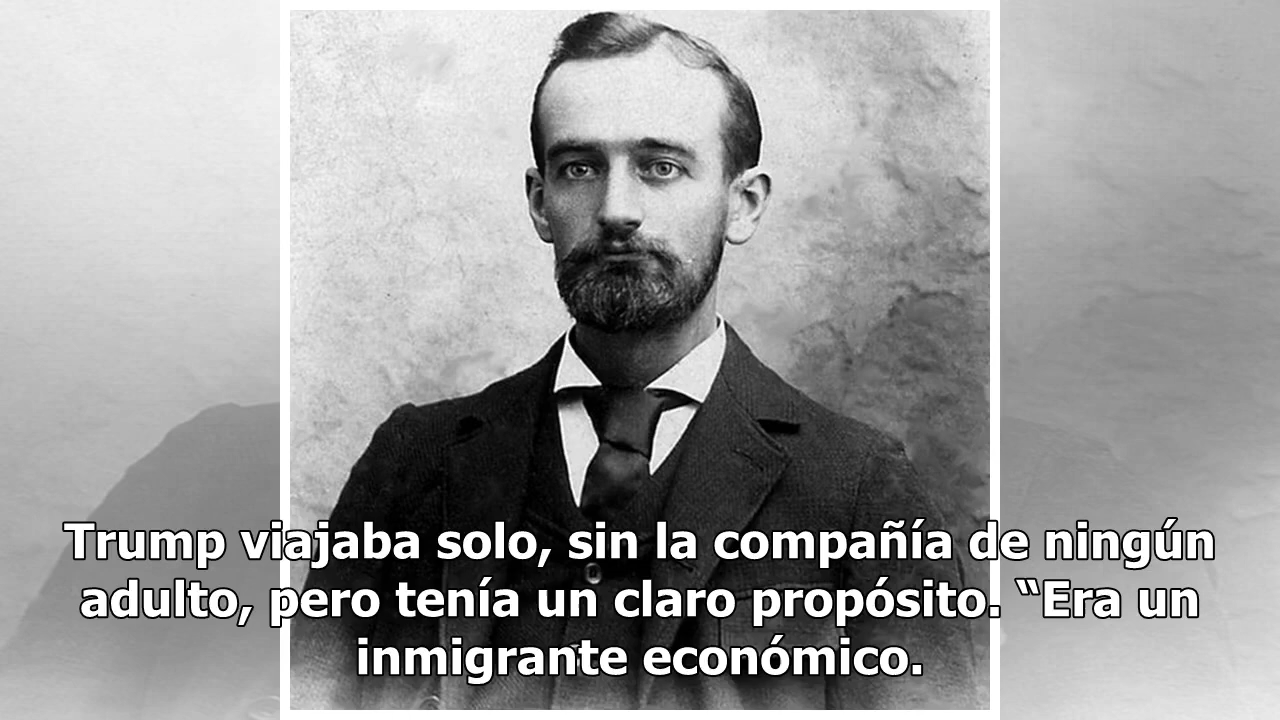 Trump viajaba solo, sin la compañía de ningún
adulto, pero tenía un claro propósito. “Era un
inmigrante económico.